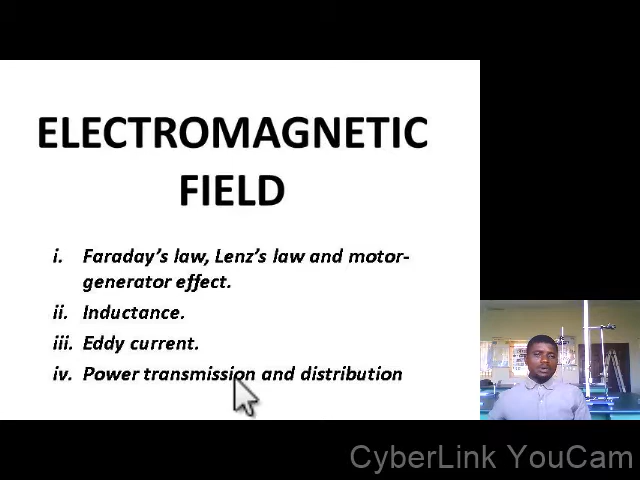 ELECTROMAGNETIC
FIELD
i. Faraday's law, Lenz's law and motor-
generator effect.
ii. Inductance.
iii. Eddy current.
iv. Power transmission and distribution
CyberLink YouCam